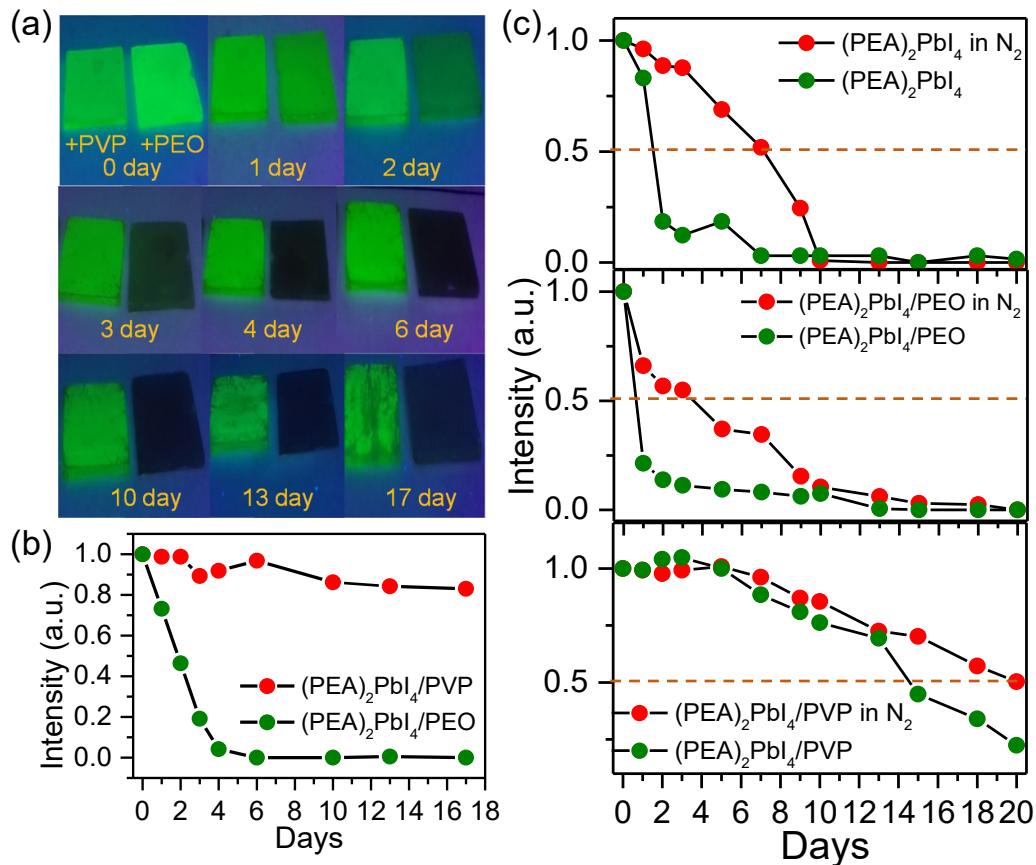 (a)
+PVP +PEO
0 day
1 day
2 day
3 day
4 day
6 day
10 day
13 day
17 day
(b)
Intensity (a.u.)
1.0
0.8
0.6
0.4
0.2
0.0
(PEA)₂PbI₄/PVP
(PEA)₂PbI₄/PEO
0 2 4 6 8 10 12 14 16 18
Days
(c)
Intensity (a.u.)
1.0
0.5
0.0
(PEA)₂PbI₄ in N₂
(PEA)₂PbI₄
1.0
0.5
0.0
(PEA)₂PbI₄/PEO in N₂
(PEA)₂PbI₄/PEO
1.0
0.5
(PEA)₂PbI₄/PVP in N₂
(PEA)₂PbI₄/PVP
0 2 4 6 8 10 12 14 16 18 20
Days